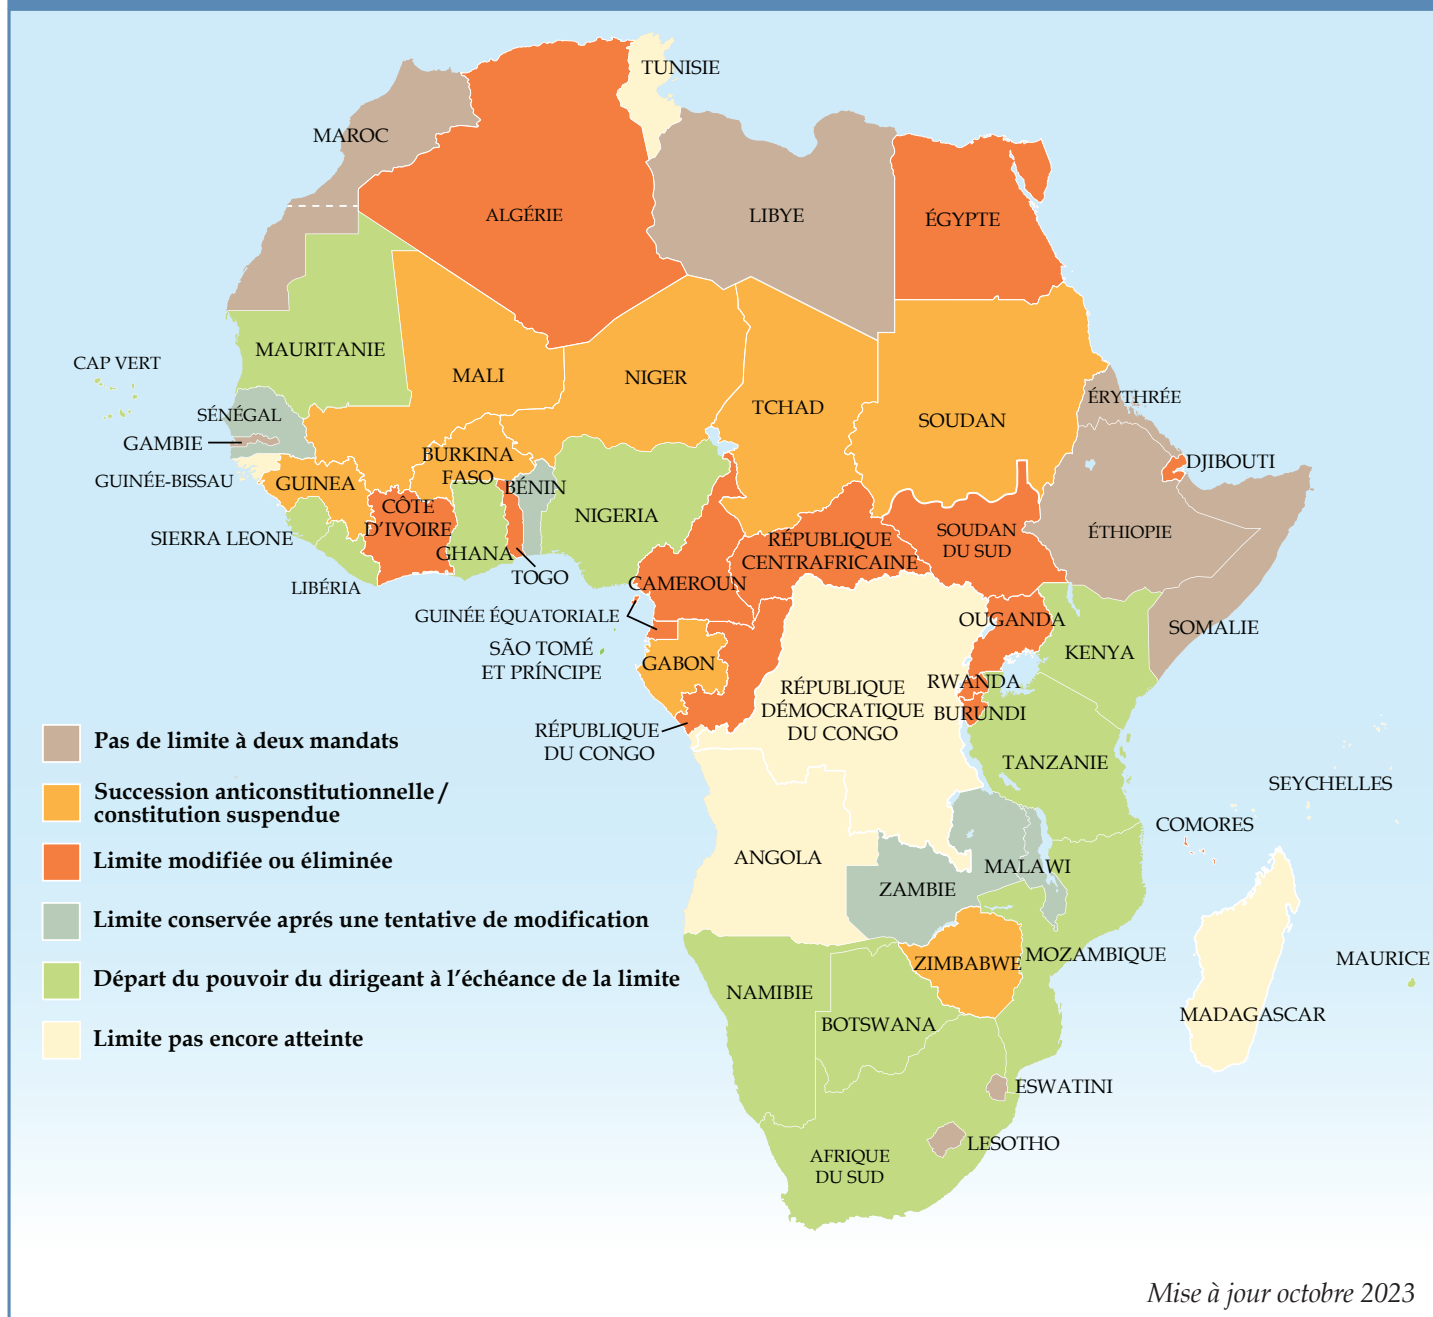 TUNISIE
MAROC
ALGÉRIE
LIBYE
ÉGYPTE
CAP VERT
MAURITANIE
MALI
NIGER
TCHAD
SOUDAN
ÉRYTHRÉE
SÉNÉGAL
GAMBIE
GUINÉE-BISSAU
GUINEA
BURKINA
FASO
BÉNIN
DJIBOUTI
CÔTE
D'IVOIRE
NIGERIA
SIERRA LEONE
GHANA
LIBÉRIA
TOGO
RÉPUBLIQUE
CENTRAFRICAINE
SOUDAN
DU SUD
ÉTHIOPIE
CAMEROUN
GUINÉE ÉQUATORIALE
OUGANDA
SOMALIE
SÃO TOMÉ
ET PRÍNCIPE
GABON
KENYA
RWANDA
RÉPUBLIQUE
DÉMOCRATIQUE
DU CONGO
BURUNDI
RÉPUBLIQUE
DU CONGO
TANZANIE
SEYCHELLES
COMORES
ANGOLA
MALAWI
ZAMBIE
ZIMBABWE
MOZAMBIQUE
MAURICE
NAMIBIE
BOTSWANA
MADAGASCAR
ESWATINI
LESOTHO
AFRIQUE
DU SUD
Pas de limite à deux mandats
Succession anticonstitutionnelle /
constitution suspendue
Limite modifiée ou éliminée
Limite conservée aprés une tentative de modification
Départ du pouvoir du dirigeant à l'échéance de la limite
Limite pas encore atteinte
Mise à jour octobre 2023